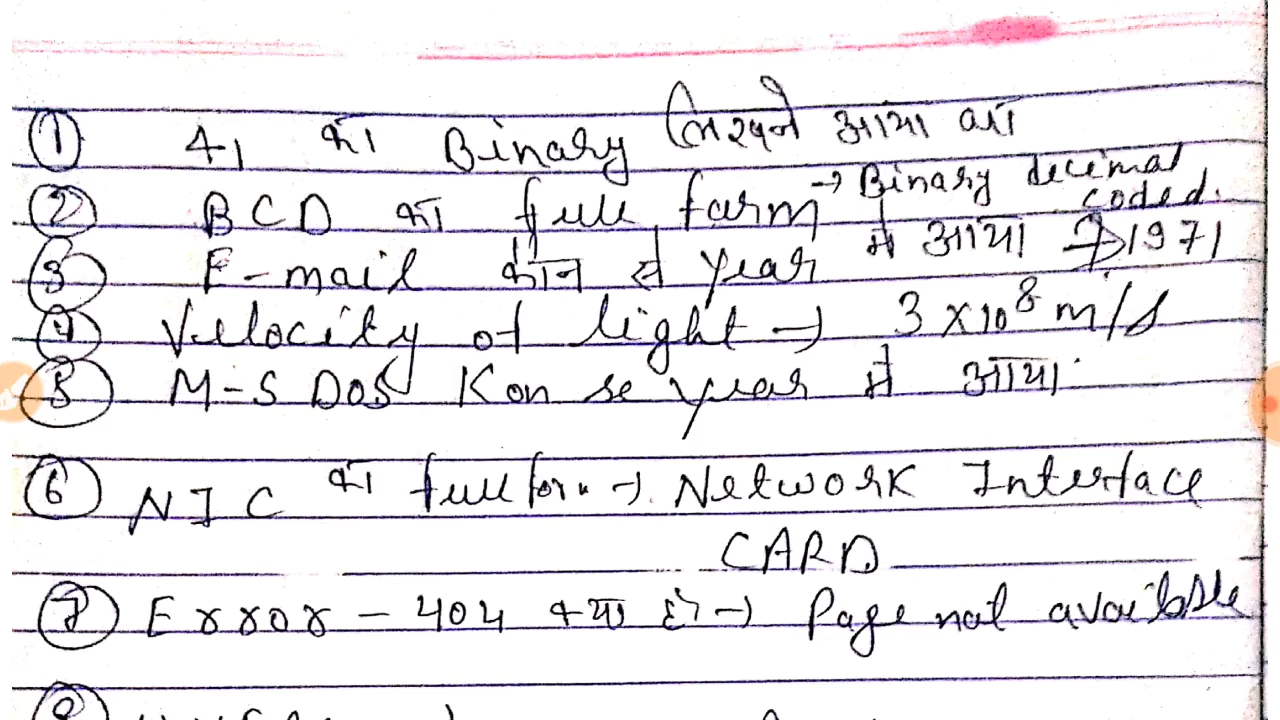 ① 41 का Binary लिखने आया था
② BCD का full farm → Binary decimal coded.
③ E-mail कौन से year में आया → 1971
④ Velocity of light → 3 × 10⁸ m/s
⑤ M-S DOS Kon se year में आया
⑥ NIC का full form → Network Interface
CARD
⑦ Error - 404 क्या है → Page not available
⑧